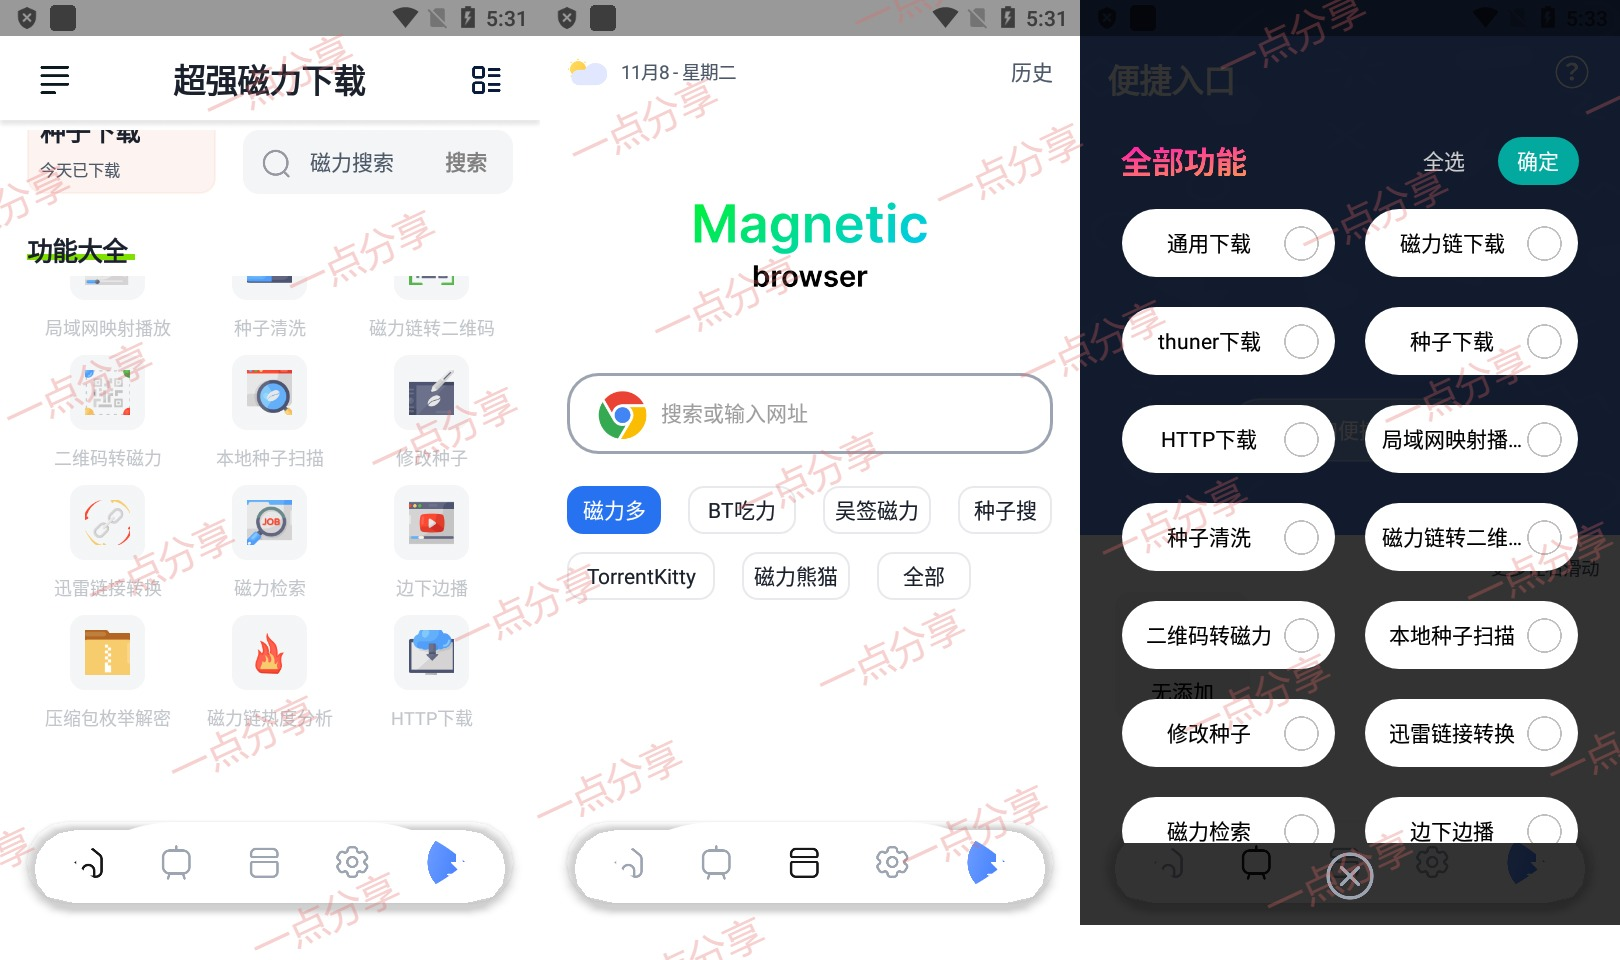 5:31
超强磁力下载
种子下载
今天已下载
磁力搜索
搜索
功能大全
局域网映射播放
种子清洗
磁力链转二维码
二维码转磁力
本地种子扫描
修改种子
迅雷链接转换
JOB
磁力检索
边下边播
压缩包枚举解密
磁力链热度分析
HTTP下载
5:31
11月8 - 星期二
历史
Magnetic
browser
搜索或输入网址
磁力多
BT吃力
吴签磁力
种子搜
TorrentKitty
磁力熊猫
全部
5:33
便捷入口
?
全部功能
全选
确定
通用下载
磁力链下载
thuner下载
种子下载
HTTP下载
局域网映射播...
种子清洗
磁力链转二维...
滑动
二维码转磁力
本地种子扫描
无添加
修改种子
迅雷链接转换
磁力检索
边下边播
一点分享